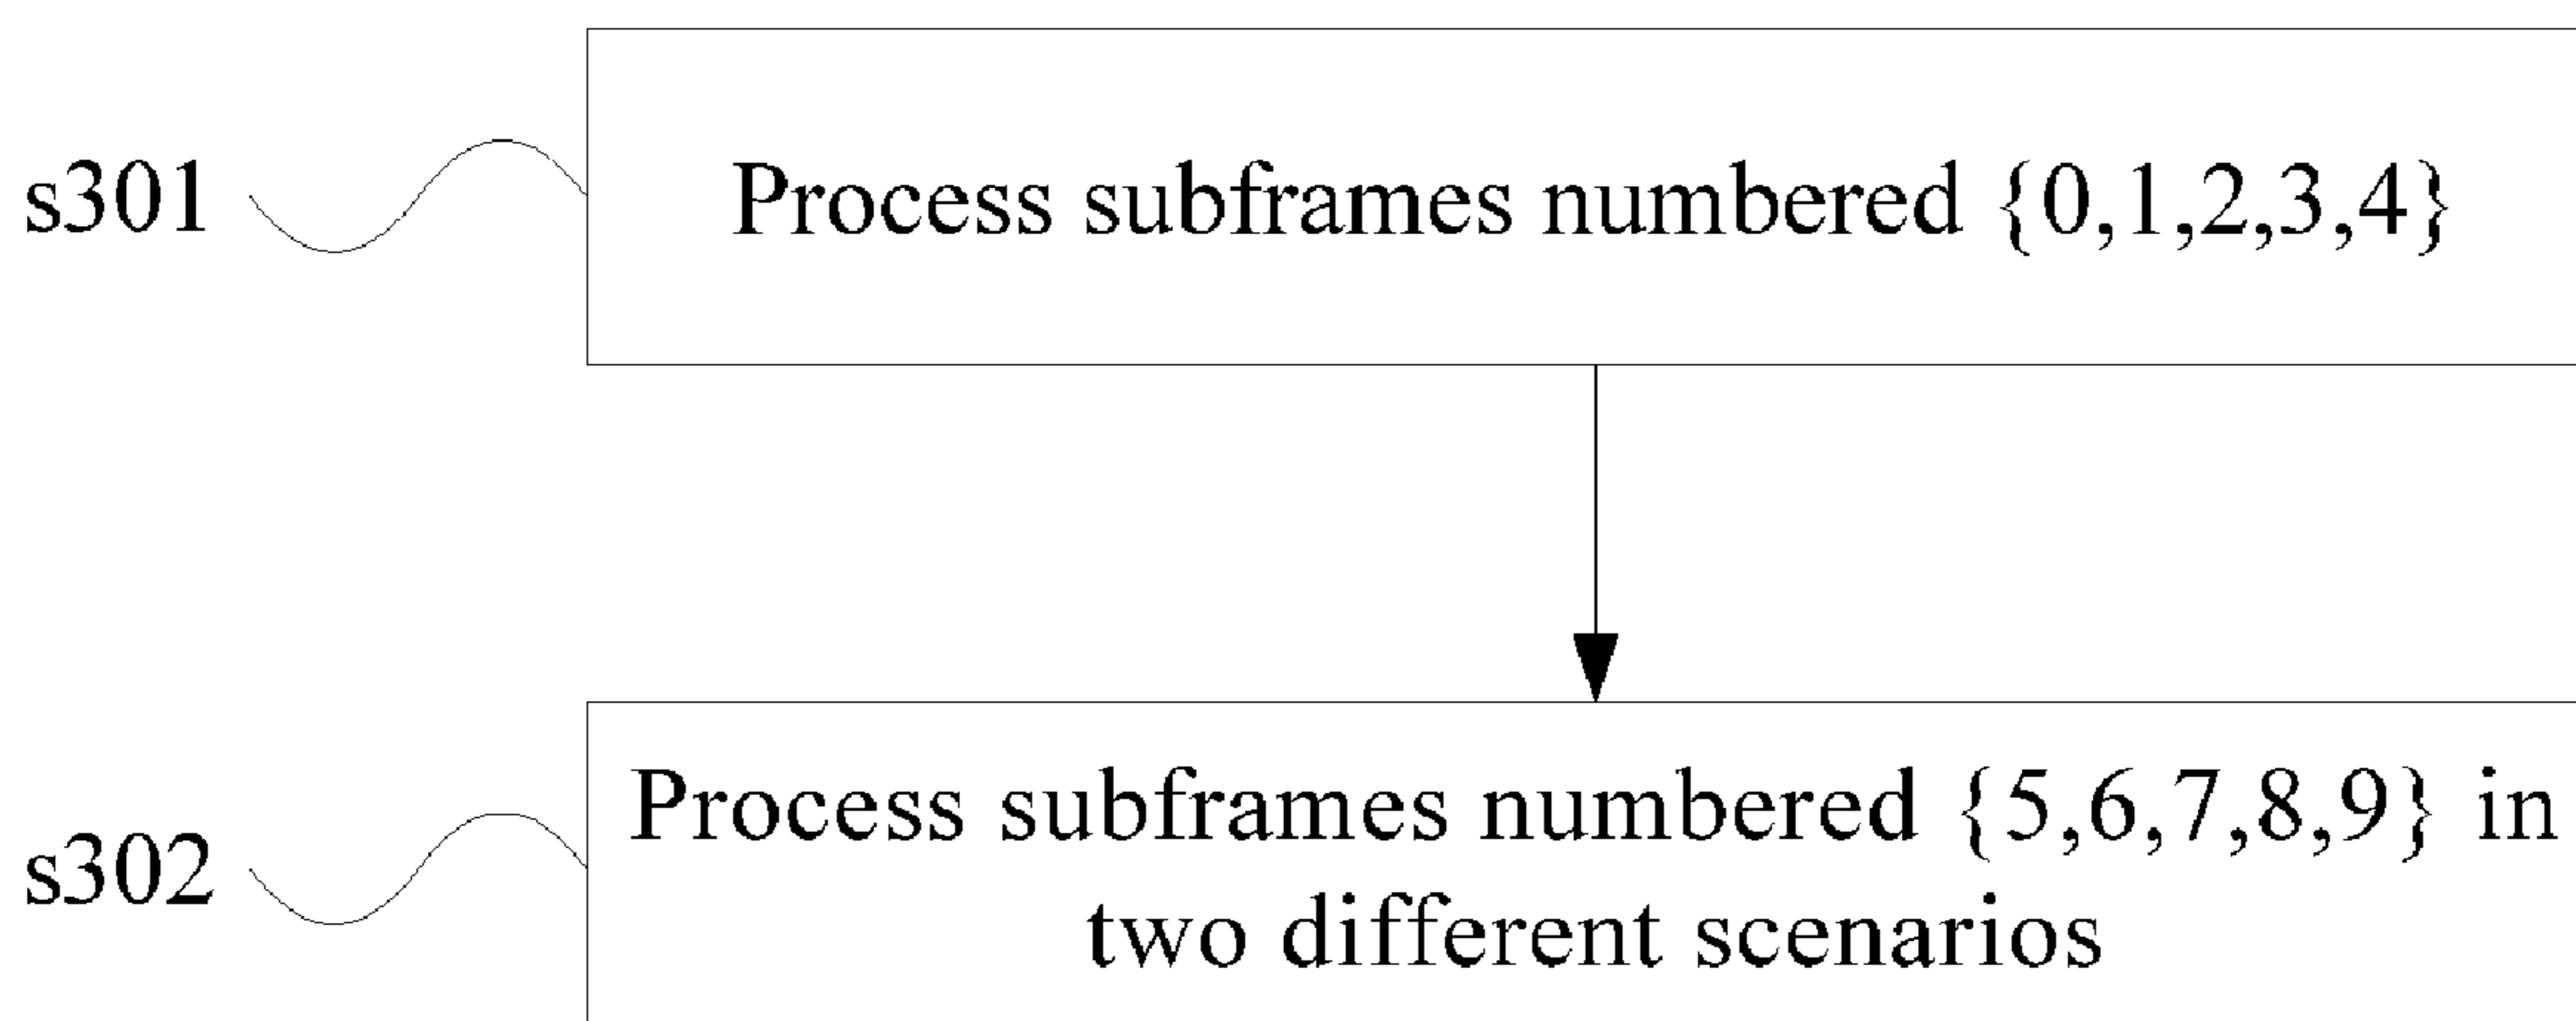 s301
Process subframes numbered {0,1,2,3,4}
s302
Process subframes numbered {5,6,7,8,9} in
two different scenarios